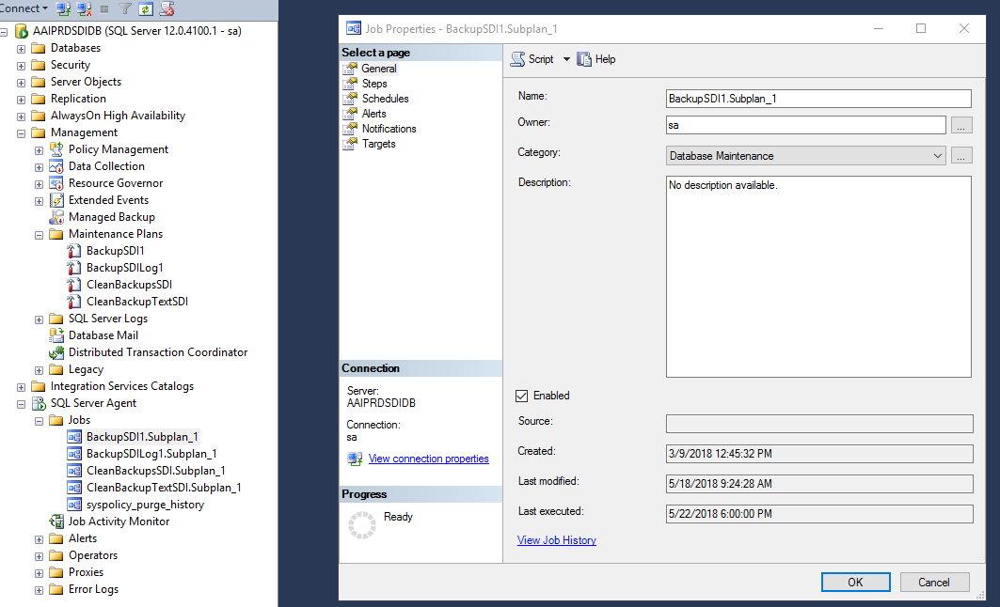 Connect
AAIPRDSDIDB (SQL Server 12.0.4100.1 - sa)
Databases
Security
Server Objects
Replication
AlwaysOn High Availability
Management
Policy Management
Data Collection
Resource Governor
Extended Events
Managed Backup
Maintenance Plans
BackupSDI1
BackupSDILog1
CleanBackupsSDI
CleanBackupTextSDI
SQL Server Logs
Database Mail
Distributed Transaction Coordinator
Legacy
Integration Services Catalogs
SQL Server Agent
Jobs
BackupSDI1.Subplan_1
BackupSDILog1.Subplan_1
CleanBackupsSDI.Subplan_1
CleanBackupTextSDI.Subplan_1
syspolicy_purge_history
Job Activity Monitor
Alerts
Operators
Proxies
Error Logs
Job Properties - BackupSDI1.Subplan_1
Select a page
General
Steps
Schedules
Alerts
Notifications
Targets
Connection
Server:
AAIPRDSDIDB
Connection:
sa
View connection properties
Progress
Ready
Script Help
Name: BackupSDI1.Subplan_1
Owner: sa ...
Category: Database Maintenance ...
Description: No description available.
Enabled
Source:
Created: 3/9/2018 12:45:32 PM
Last modified: 5/18/2018 9:24:28 AM
Last executed: 5/22/2018 6:00:00 PM
View Job History
OK Cancel